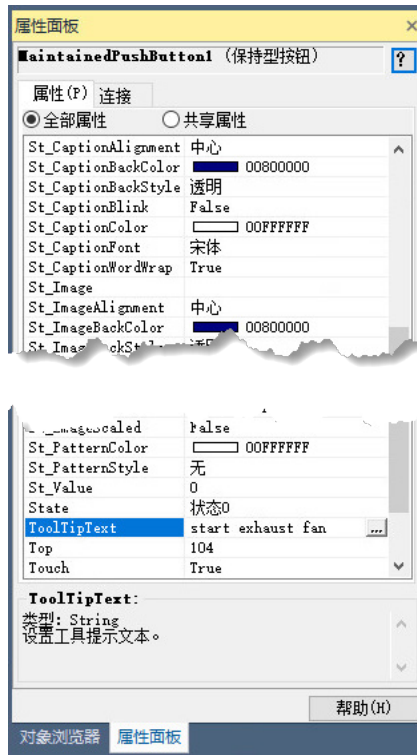 属性面板
MaintainedPushButton1 (保持型按钮)
?
属性(P) 连接
全部属性 共享属性
St_CaptionAlignment 中心
St_CaptionBackColor 00800000
St_CaptionBackStyle 透明
St_CaptionBlink False
St_CaptionColor 00FFFFFF
St_CaptionFont 宋体
St_CaptionWordWrap True
St_Image
St_ImageAlignment 中心
St_ImageBackColor 00800000
False
St_PatternColor 00FFFFFF
St_PatternStyle 无
St_Value 0
State 状态0
ToolTipText start exhaust fan ...
Top 104
Touch True
ToolTipText:
类型: String
设置工具提示文本。
帮助(H)
对象浏览器 属性面板